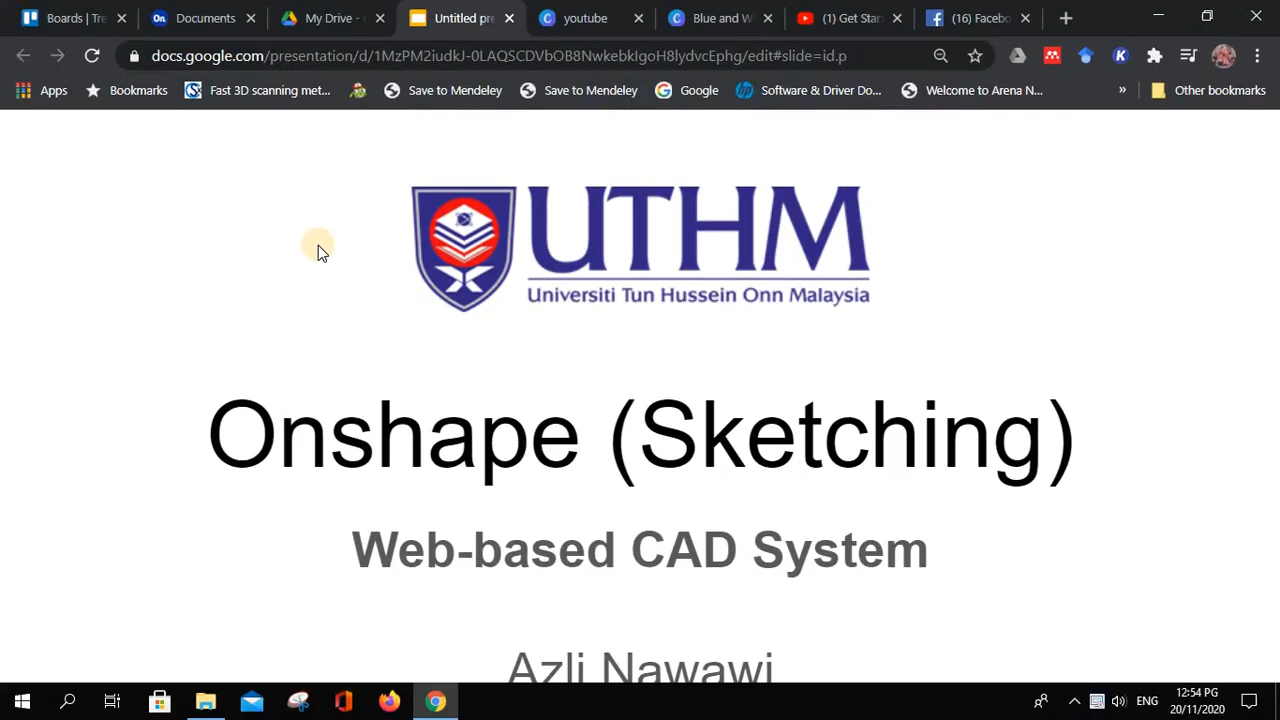 Boards | Tre
Documents
My Drive - G
Untitled pre
youtube
Blue and W
(1) Get Star
(16) Facebo
docs.google.com/presentation/d/1MzPM2iudkJ-0LAQSCDVbOB8NwkebkIgoH8lydvcEphg/edit#slide=id.p
Apps
Bookmarks
Fast 3D scanning met...
Save to Mendeley
Save to Mendeley
Google
Software & Driver Do...
Welcome to Arena N...
»
Other bookmarks
UTHM
Universiti Tun Hussein Onn Malaysia
Onshape (Sketching)
Web-based CAD System
Azli Nawawi
ENG
12:54 PG
20/11/2020